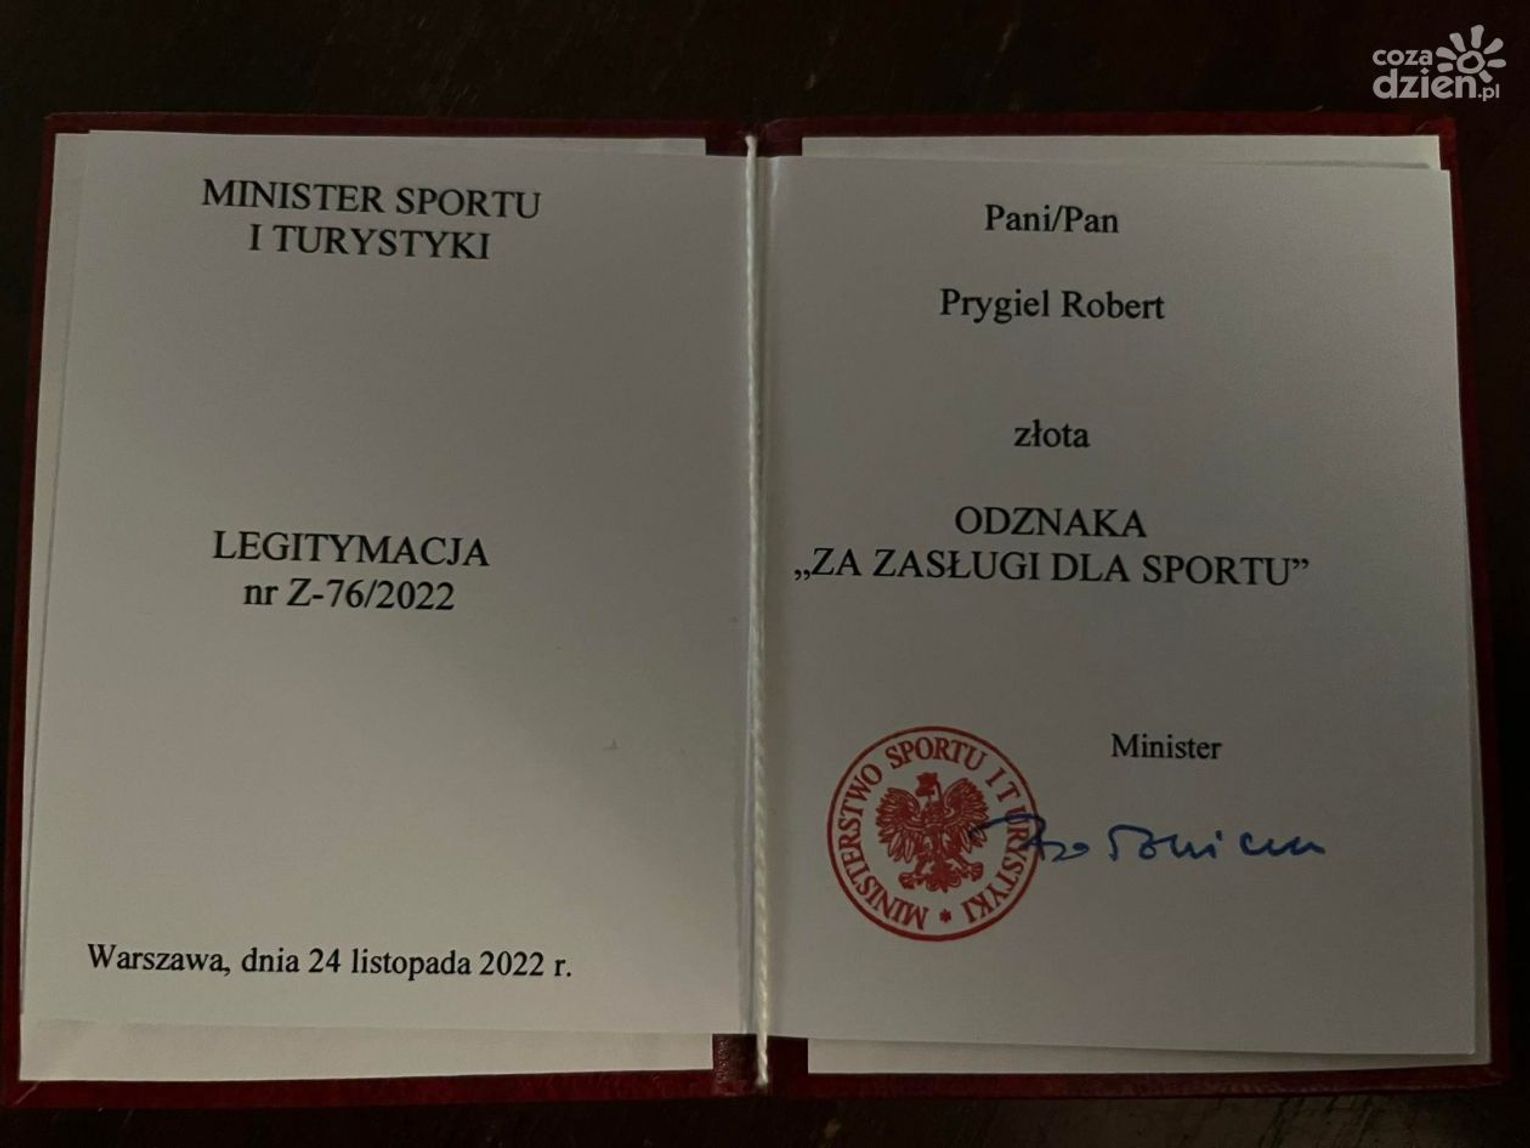 coza
dzien.pl
MINISTER SPORTU
I TURYSTYKI
LEGITYMACJA
nr Z-76/2022
Warszawa, dnia 24 listopada 2022 r.
Pani/Pan
Prygiel Robert
złota
ODZNAKA
„ZA ZASŁUGI DLA SPORTU”
Minister
MINISTERSTWO SPORTU I TURYSTYKI *